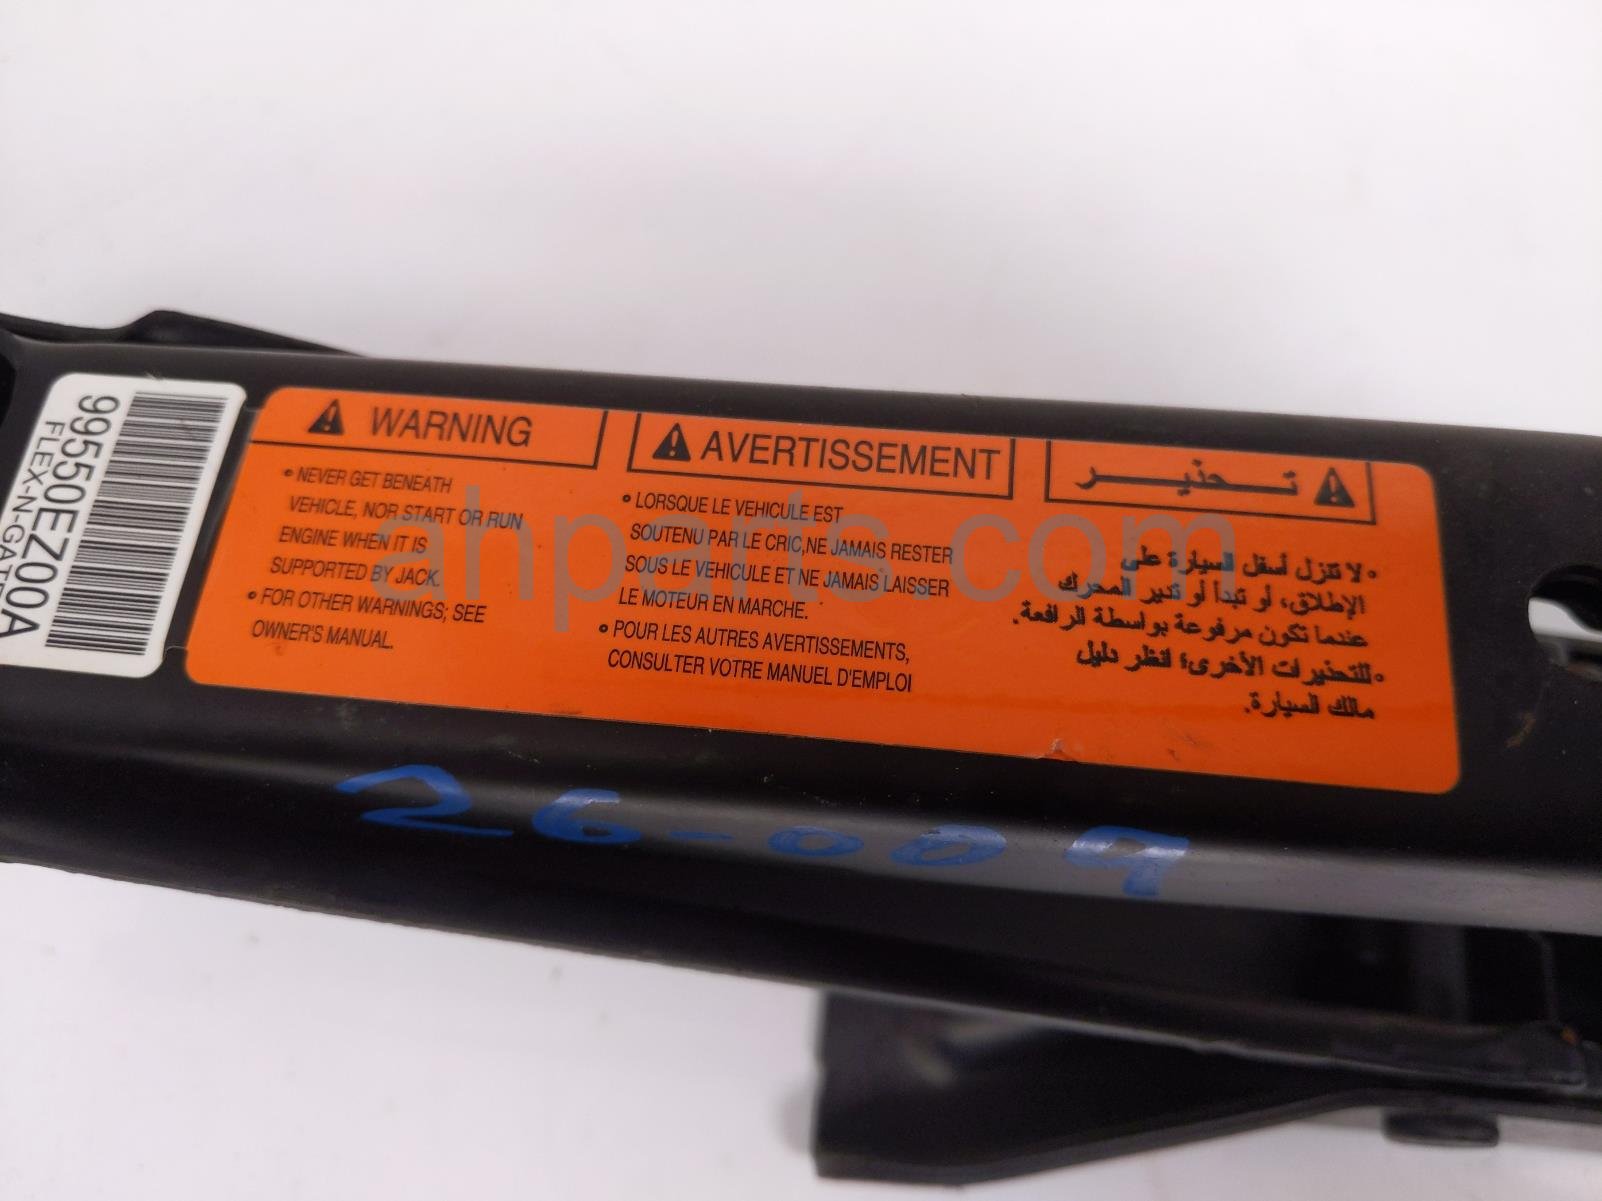 99550EZ00A
FLEX-N-GATE
WARNING
• NEVER GET BENEATH
VEHICLE, NOR START OR RUN
ENGINE WHEN IT IS
SUPPORTED BY JACK.
• FOR OTHER WARNINGS; SEE
OWNER'S MANUAL.
AVERTISSEMENT
• LORSQUE LE VEHICULE EST
SOUTENU PAR LE CRIC,NE JAMAIS RESTER
SOUS LE VEHICULE ET NE JAMAIS LAISSER
LE MOTEUR EN MARCHE.
• POUR LES AUTRES AVERTISSEMENTS,
CONSULTER VOTRE MANUEL D'EMPLOI
تـحـذيـر
• لا تنزل أسفل السيارة على
الإطلاق، لو تبدأ لو تدير المحرك
عندما تكون مرفوعة بواسطة الرافعة.
• للتحذيرات الأخرى؛ انظر دليل
مالك السيارة.
ahparts.com
26-009